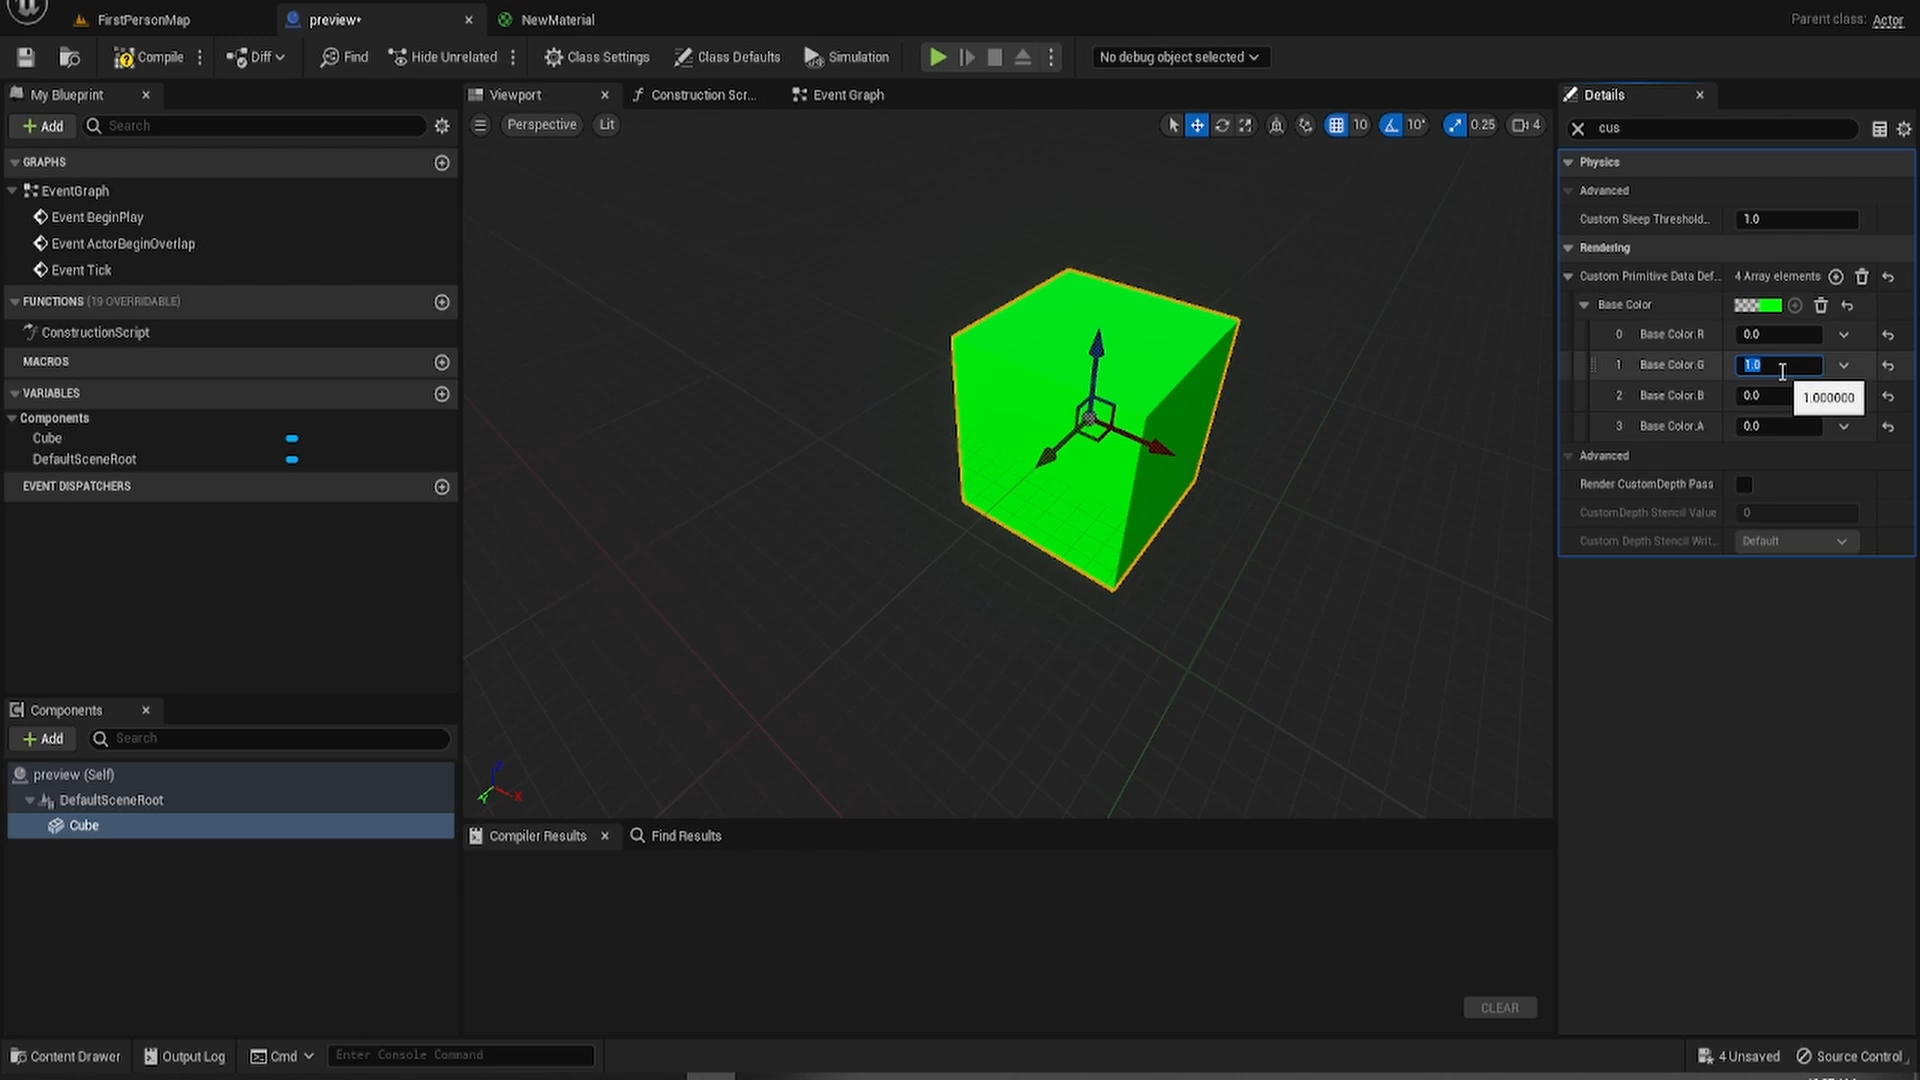 FirstPersonMap
preview*
NewMaterial
Parent class: Actor
Compile
Diff
Find
Hide Unrelated
Class Settings
Class Defaults
Simulation
No debug object selected
My Blueprint
Viewport
Construction Scr...
Event Graph
Details
Add
Search
Perspective
Lit
10
10°
0.25
4
cus
GRAPHS
EventGraph
Event BeginPlay
Event ActorBeginOverlap
Event Tick
FUNCTIONS (19 OVERRIDABLE)
ConstructionScript
MACROS
VARIABLES
Components
Cube
DefaultSceneRoot
EVENT DISPATCHERS
Physics
Advanced
Custom Sleep Threshold... 1.0
Rendering
Custom Primitive Data Def... 4 Array elements
Base Color
0 Base Color.R 0.0
1 Base Color.G 1.0
2 Base Color.B 0.0
1.000000
3 Base Color.A 0.0
Advanced
Render CustomDepth Pass
CustomDepth Stencil Value 0
Custom Depth Stencil Writ... Default
Components
Add
Search
preview (Self)
DefaultSceneRoot
Cube
Z
Y
X
Compiler Results
Find Results
CLEAR
Content Drawer
Output Log
Cmd
Enter Console Command
4 Unsaved
Source Control